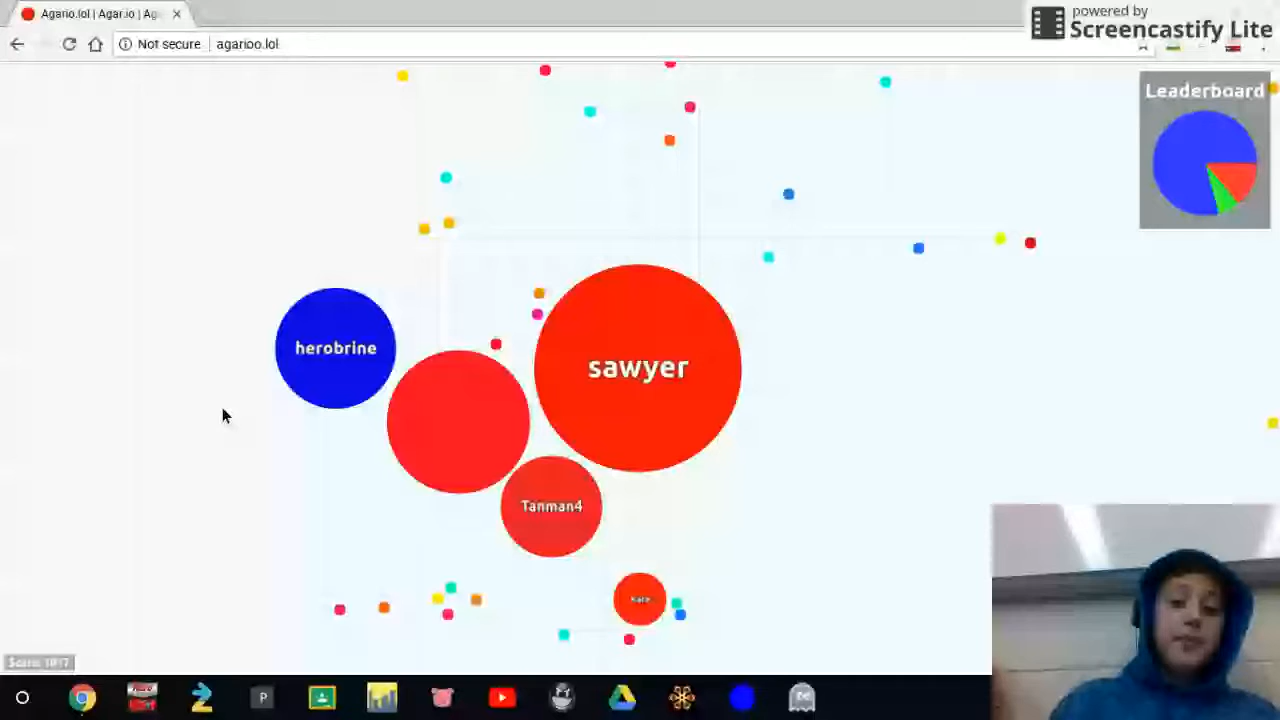 Agario.lol | Agar.io | Ag
powered by
Screencastify Lite
Not secure
agarioo.lol
Leaderboard
herobrine
sawyer
Tanman4